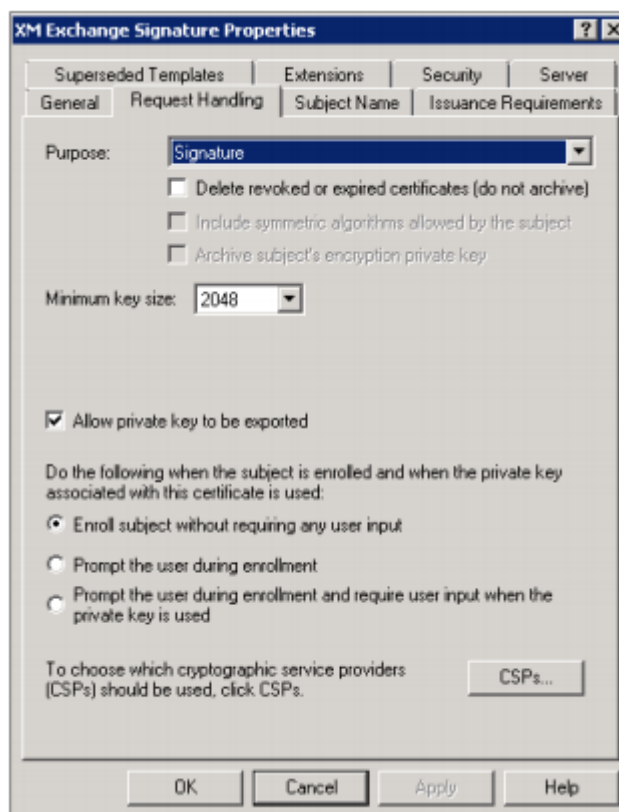 XM Exchange Signature Properties
Superseded Templates Extensions Security Server
General Request Handling Subject Name Issuance Requirements
Purpose: Signature
Delete revoked or expired certificates (do not archive)
Include symmetric algorithms allowed by the subject
Archive subject's encryption private key
Minimum key size: 2048
Allow private key to be exported
Do the following when the subject is enrolled and when the private key
associated with this certificate is used:
Enroll subject without requiring any user input
Prompt the user during enrollment
Prompt the user during enrollment and require user input when the
private key is used
To choose which cryptographic service providers
(CSPs) should be used, click CSPs.
CSPs...
OK Cancel Apply Help